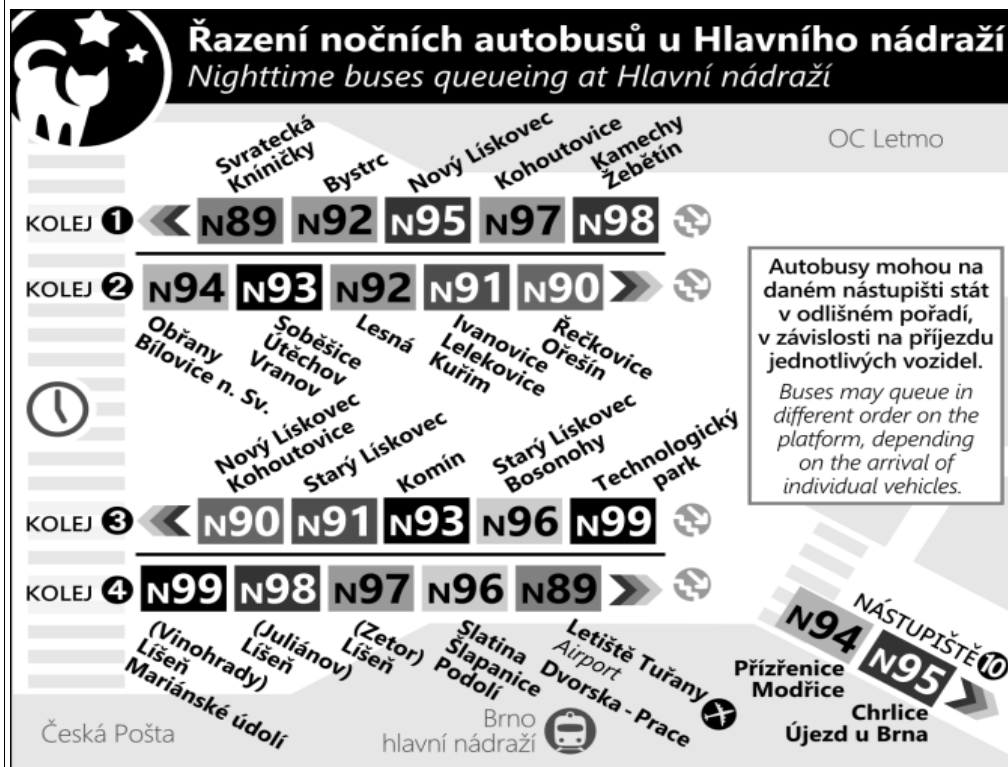 Řazení nočních autobusů u Hlavního nádraží
Nighttime buses queueing at Hlavní nádraží
OC Letmo
Svratecká
Kníničky
Bystrc
Nový Lískovec
Kohoutovice
Kamechy
Žebětín
KOLEJ 1 N89 N92 N95 N97 N98
KOLEJ 2 N94 N93 N92 N91 N90
Obřany
Bílovice n. Sv.
Soběšice
Útěchov
Vranov
Lesná
Ivanovice
Lelekovice
Kuřim
Řečkovice
Ořešín
Autobusy mohou na
daném nástupišti stát
v odlišném pořadí,
v závislosti na příjezdu
jednotlivých vozidel.
Buses may queue in
different order on the
platform, depending
on the arrival of
individual vehicles.
Nový Lískovec
Kohoutovice
Starý Lískovec
Komín
Starý Lískovec
Bosonohy
Technologický
park
KOLEJ 3 N90 N91 N93 N96 N99
KOLEJ 4 N99 N98 N97 N96 N89
(Vinohrady)
Líšeň
Mariánské údolí
(Juliánov)
Líšeň
(Zetor)
Líšeň
Slatina
Šlapanice
Podolí
Letiště Tuřany
Airport
Dvorska - Prace
NÁSTUPIŠTĚ 10
N94 N95
Přízřenice
Modřice
Chrlice
Újezd u Brna
Česká Pošta
Brno
hlavní nádraží